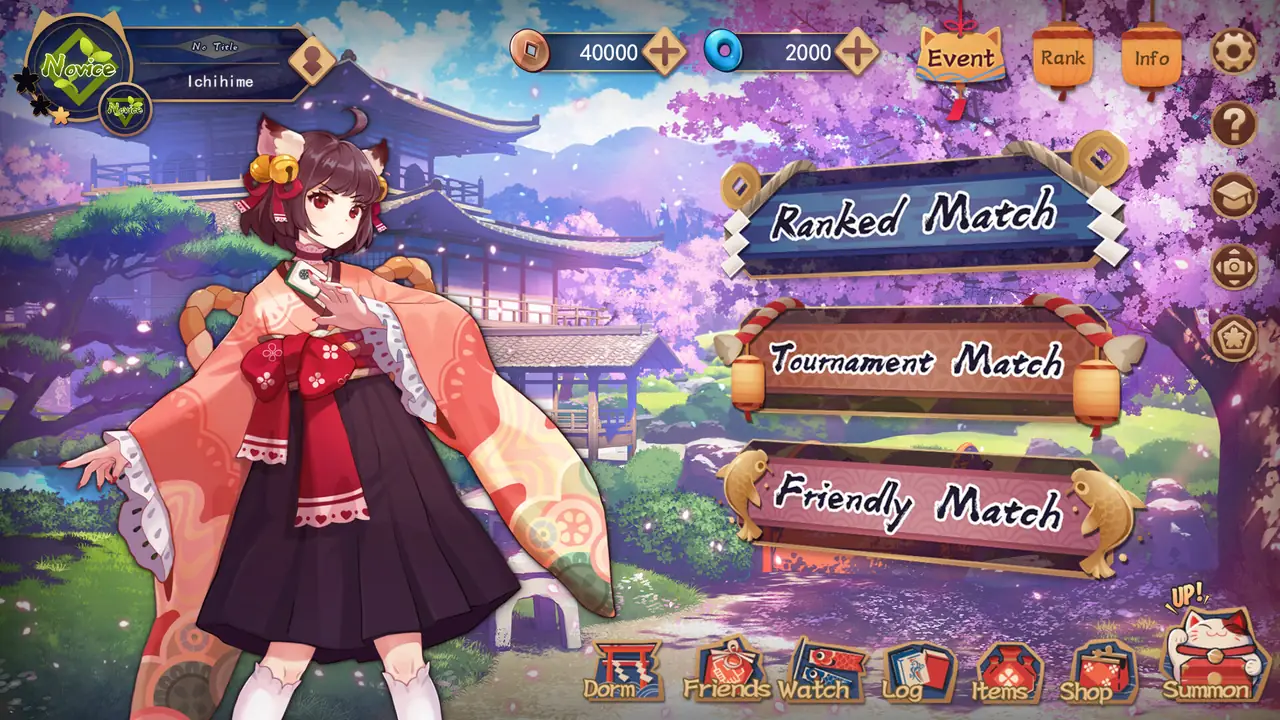 Novice
No Title
Ichihime
Novice
40000
2000
Event
Rank
Info
Ranked Match
Tournament Match
Friendly Match
UP!
Dorm
Friends
Watch
Log
Items
Shop
Summon